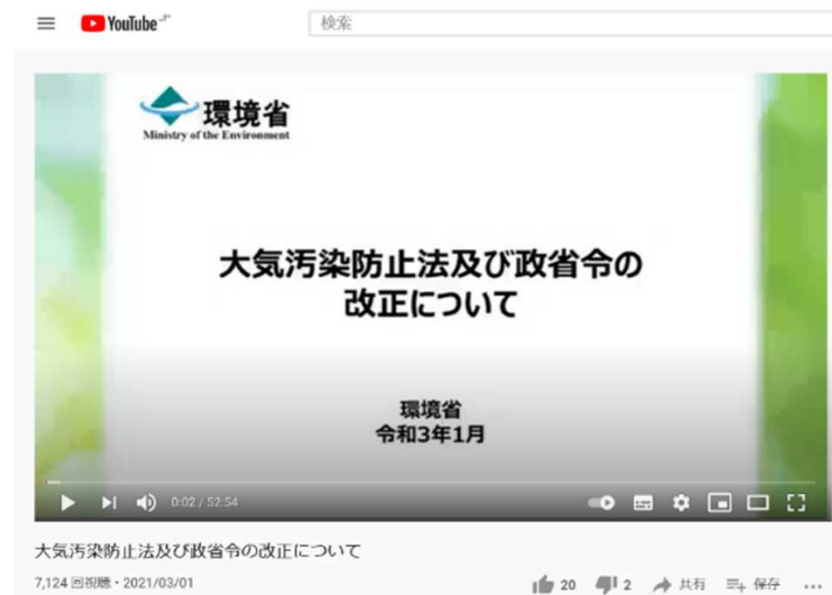 YouTube JP
検索
環境省
Ministry of the Environment
大気汚染防止法及び政省令の
改正について
環境省
令和3年1月
0:02 / 52:54
大気汚染防止法及び政省令の改正について
7,124 回視聴・2021/03/01
20 2 共有 保存